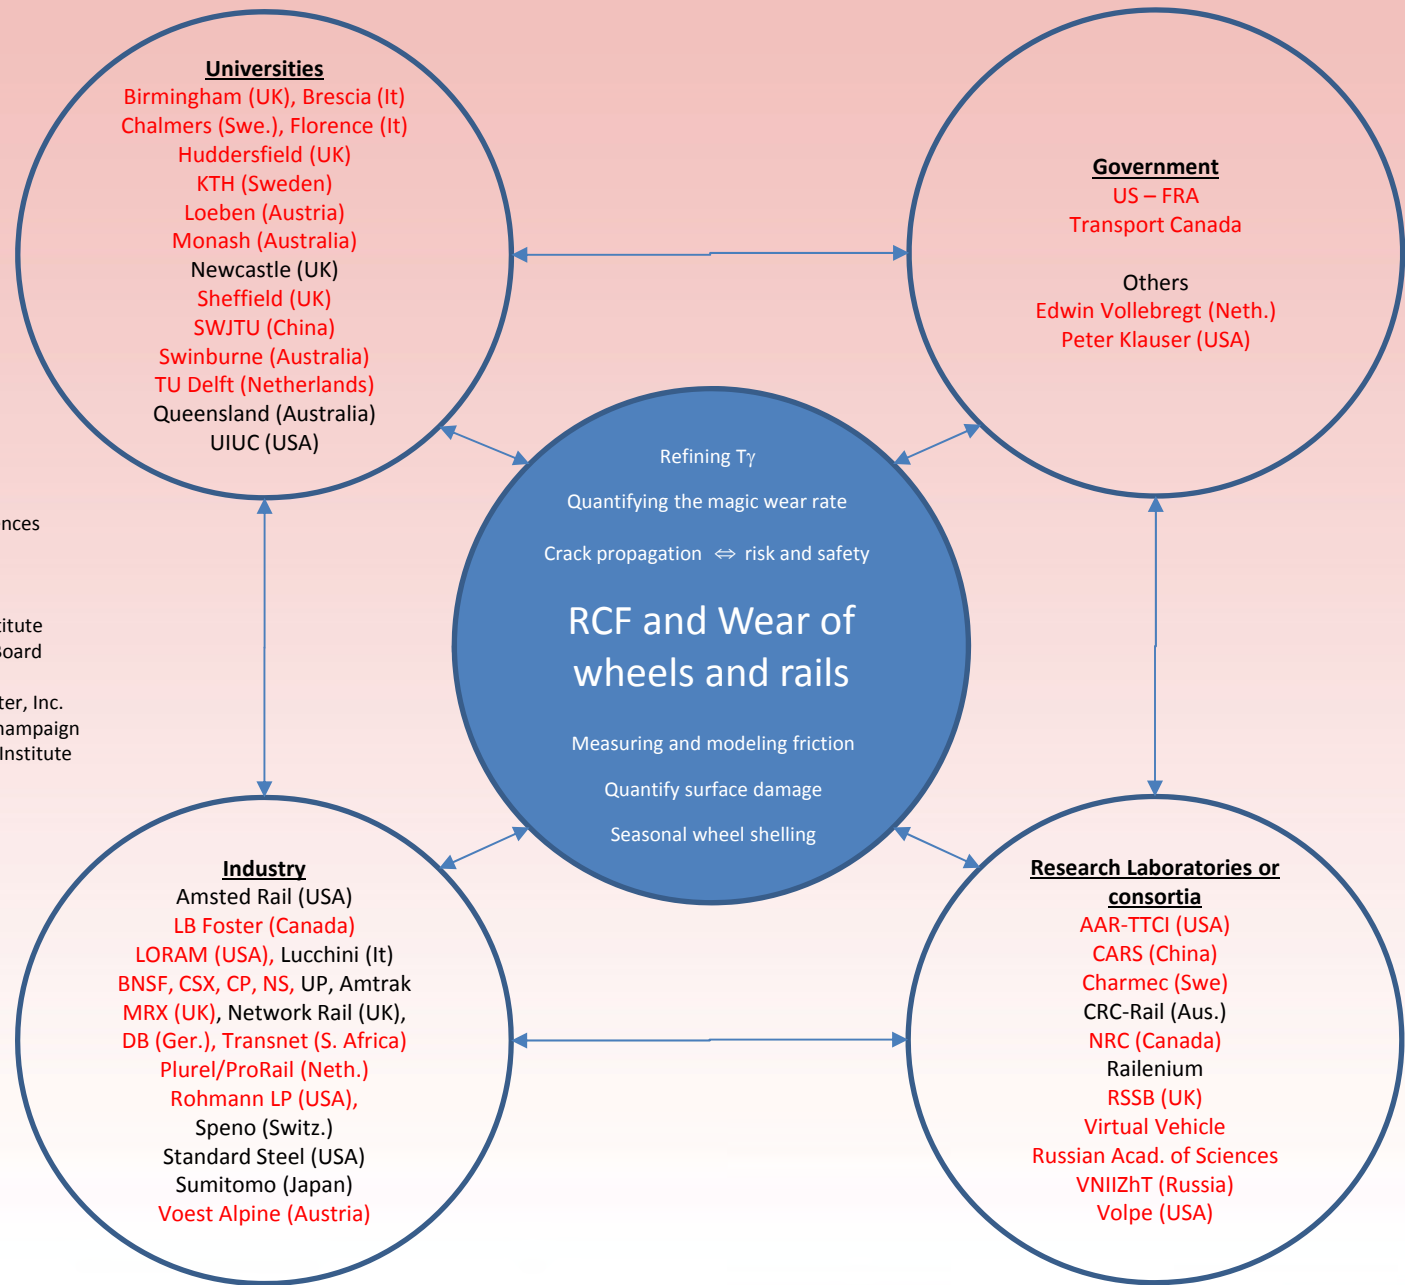 Universities
Birmingham (UK), Brescia (It)
Chalmers (Swe.), Florence (It)
Huddersfield (UK)
KTH (Sweden)
Loeben (Austria)
Monash (Australia)
Newcastle (UK)
Sheffield (UK)
SWJTU (China)
Swinburne (Australia)
TU Delft (Netherlands)
Queensland (Australia)
UIUC (USA)
Government
US – FRA
Transport Canada
Others
Edwin Vollebregt (Neth.)
Peter Klauser (USA)
ences
titute
Board
ter, Inc.
hampaign
Institute
Refining Tγ
Quantifying the magic wear rate
Crack propagation ⇔ risk and safety
RCF and Wear of
wheels and rails
Measuring and modeling friction
Quantify surface damage
Seasonal wheel shelling
Industry
Amsted Rail (USA)
LB Foster (Canada)
LORAM (USA), Lucchini (It)
BNSF, CSX, CP, NS, UP, Amtrak
MRX (UK), Network Rail (UK),
DB (Ger.), Transnet (S. Africa)
Plurel/ProRail (Neth.)
Rohmann LP (USA),
Speno (Switz.)
Standard Steel (USA)
Sumitomo (Japan)
Voest Alpine (Austria)
Research Laboratories or
consortia
AAR-TTCI (USA)
CARS (China)
Charmec (Swe)
CRC-Rail (Aus.)
NRC (Canada)
Railenium
RSSB (UK)
Virtual Vehicle
Russian Acad. of Sciences
VNIIZhT (Russia)
Volpe (USA)